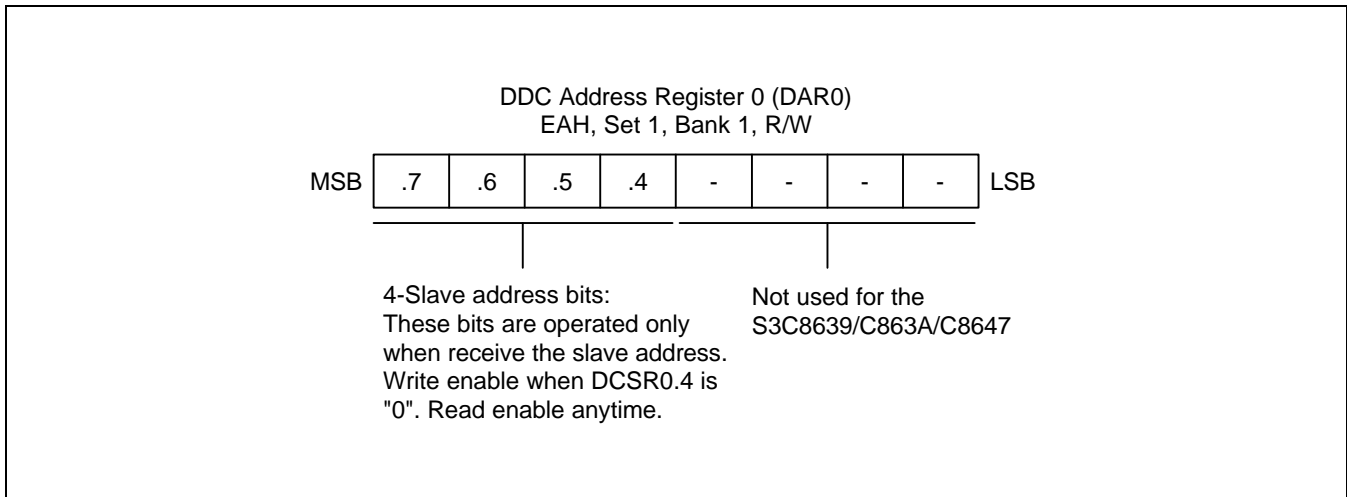 DDC Address Register 0 (DAR0)
EAH, Set 1, Bank 1, R/W
MSB .7 .6 .5 .4 - - - - LSB
4-Slave address bits:
These bits are operated only
when receive the slave address.
Write enable when DCSR0.4 is
"0". Read enable anytime.
Not used for the
S3C8639/C863A/C8647